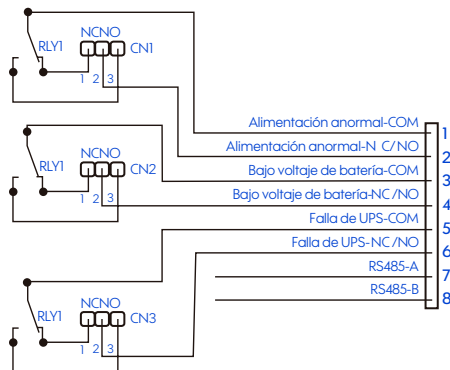 NCNO
RLY1
CN1
1 2 3
Alimentación anormal-COM
1
Alimentación anormal-N C/NO
2
NCNO
RLY1
CN2
1 2 3
Bajo voltaje de batería-COM
3
Bajo voltaje de batería-NC/NO
4
Falla de UPS-COM
5
Falla de UPS-NC/NO
6
RS485-A
7
RS485-B
8
NCNO
RLY1
CN3
1 2 3